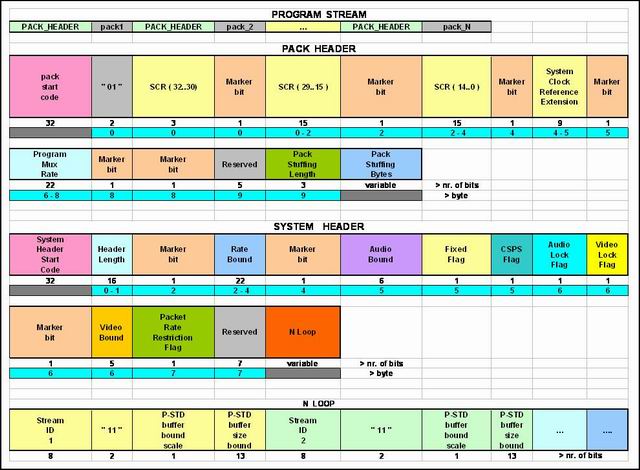 PROGRAM STREAM
PACK_HEADER pack1 PACK_HEADER pack_2 ... PACK_HEADER pack_N
PACK HEADER
pack start code "01" SCR ( 32..30) Marker bit SCR ( 29..15 ) Marker bit SCR ( 14..0 ) Marker bit System Clock Reference Extension Marker bit
32 2 3 1 15 1 15 1 9 1
0 0 0 0 - 2 2 2 - 4 4 4 - 5 5
Program Mux Rate Marker bit Marker bit Reserved Pack Stuffing Length Pack Stuffing Bytes
22 1 1 5 3 variable > nr. of bits
6 - 8 8 8 9 9 > byte
SYSTEM HEADER
System Header Start Code Header Length Marker bit Rate Bound Marker bit Audio Bound Fixed Flag CSPS Flag Audio Lock Flag Video Lock Flag
32 16 1 22 1 6 1 1 1 1
0 - 1 2 2 - 4 4 5 5 5 6 6
Marker bit Video Bound Packet Rate Restriction Flag Reserved N Loop
1 5 1 7 variable > nr. of bits
6 6 7 7 > byte
N LOOP
Stream ID 1 "11" P-STD buffer bound scale P-STD buffer size bound Stream ID 2 "11" P-STD buffer bound scale P-STD buffer size bound ... ....
8 2 1 13 8 2 1 13 > nr. of bits